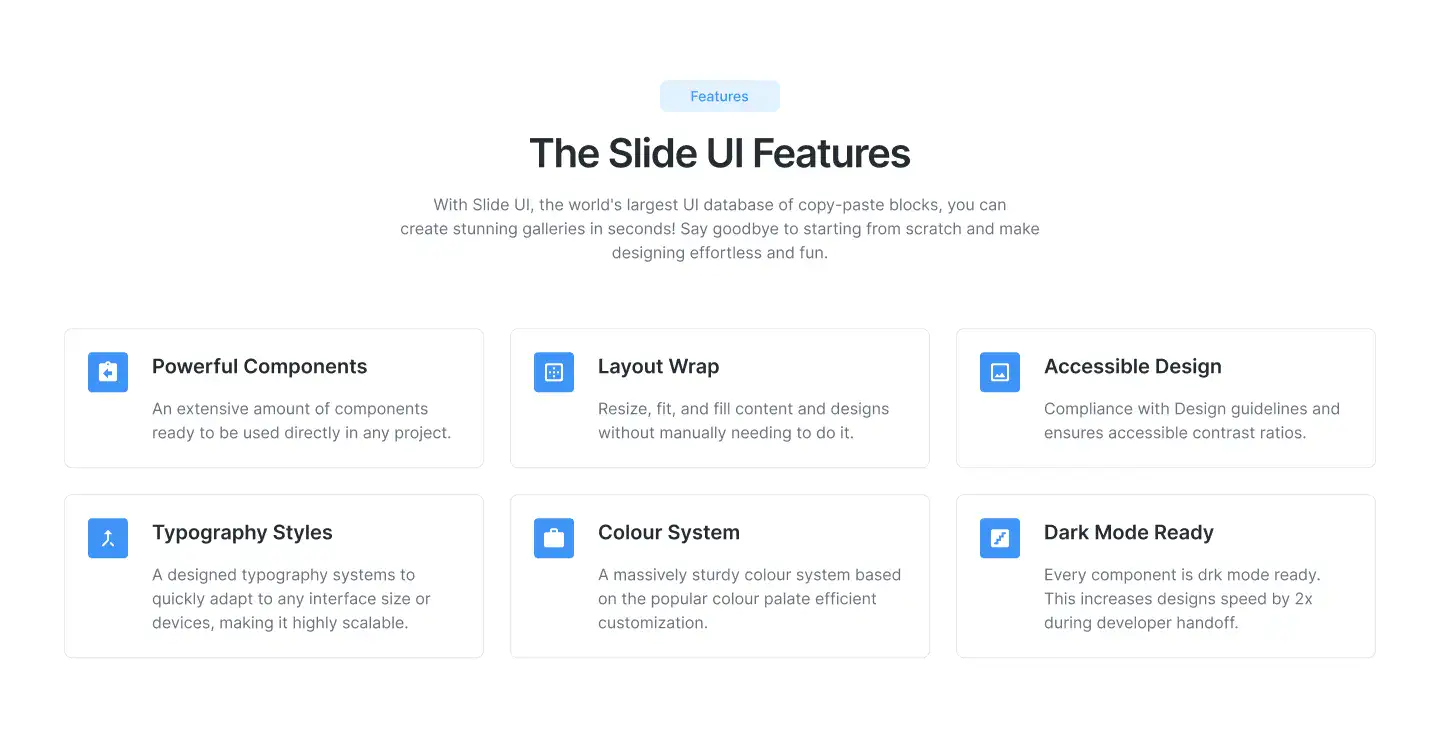 Features
The Slide UI Features
With Slide UI, the world's largest UI database of copy-paste blocks, you can
create stunning galleries in seconds! Say goodbye to starting from scratch and make
designing effortless and fun.
Powerful Components
An extensive amount of components
ready to be used directly in any project.
Layout Wrap
Resize, fit, and fill content and designs
without manually needing to do it.
Accessible Design
Compliance with Design guidelines and
ensures accessible contrast ratios.
Typography Styles
A designed typography systems to
quickly adapt to any interface size or
devices, making it highly scalable.
Colour System
A massively sturdy colour system based
on the popular colour palate efficient
customization.
Dark Mode Ready
Every component is drk mode ready.
This increases designs speed by 2x
during developer handoff.